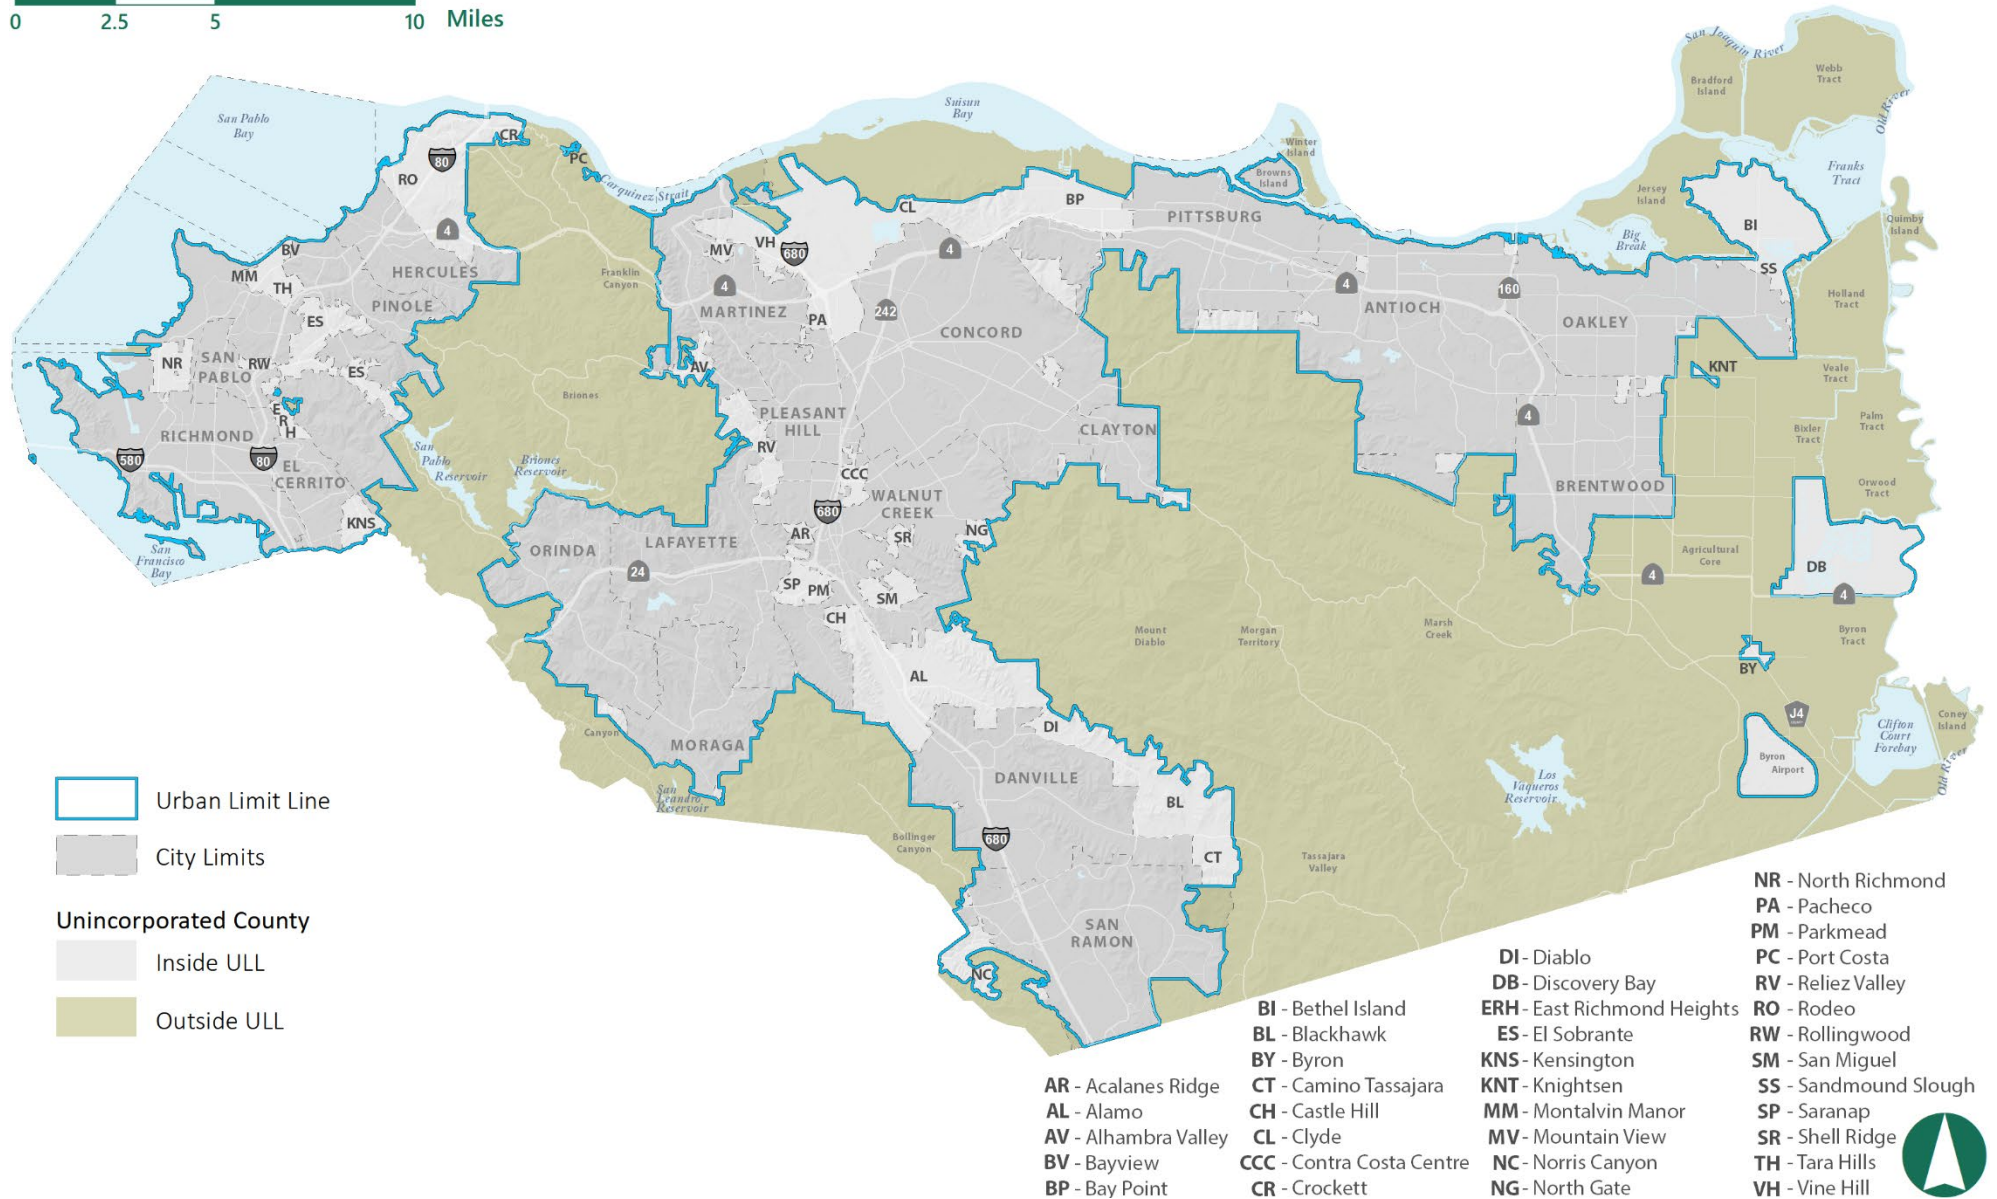 0 2.5 5 10 Miles
San Joaquin River
Webb
Tract
Bradford
Island
Old River
San Pablo
Bay
Suisun
Bay
CR
80
PC
RO
Winter
Island
Browns
Island
Franks
Tract
Carquinez Strait
Jersey
Island
BP
CL
PITTSBURG
BI
Quimby
Island
4
BV
MV
VH
680
4
Big
Break
MM
TH
HERCULES
Franklin
Canyon
4
SS
4
160
PINOLE
MARTINEZ
242
ANTIOCH
Holland
Tract
ES
PA
CONCORD
OAKLEY
NR
SAN
PABLO
RW
ES
AV
KNT
Veale
Tract
Briones
E
R
H
PLEASANT
HILL
4
Palm
Tract
RICHMOND
CLAYTON
Bixler
Tract
580
80
EL
CERRITO
San
Pablo
Reservoir
Briones
Reservoir
RV
CCC
WALNUT
CREEK
BRENTWOOD
Orwood
Tract
KNS
680
San
Francisco
Bay
ORINDA
LAFAYETTE
AR
SR
NG
Agricultural
Core
24
SP
PM
SM
4
DB
4
CH
Mount
Diablo
Morgan
Territory
Marsh
Creek
Byron
Tract
AL
BY
Canyon
MORAGA
DI
J4
Clifton
Court
Forebay
Coney
Island
Old River
San
Leandro
Reservoir
DANVILLE
Los
Vaqueros
Reservoir
Byron
Airport
BL
Bollinger
Canyon
680
CT
Tassajara
Valley
SAN
RAMON
NC
Urban Limit Line
City Limits
Unincorporated County
Inside ULL
Outside ULL
AR - Acalanes Ridge
AL - Alamo
AV - Alhambra Valley
BV - Bayview
BP - Bay Point
BI - Bethel Island
BL - Blackhawk
BY - Byron
CT - Camino Tassajara
CH - Castle Hill
CL - Clyde
CCC - Contra Costa Centre
CR - Crockett
DI - Diablo
DB - Discovery Bay
ERH - East Richmond Heights
ES - El Sobrante
KNS - Kensington
KNT - Knightsen
MM - Montalvin Manor
MV - Mountain View
NC - Norris Canyon
NG - North Gate
NR - North Richmond
PA - Pacheco
PM - Parkmead
PC - Port Costa
RV - Reliez Valley
RO - Rodeo
RW - Rollingwood
SM - San Miguel
SS - Sandmound Slough
SP - Saranap
SR - Shell Ridge
TH - Tara Hills
VH - Vine Hill